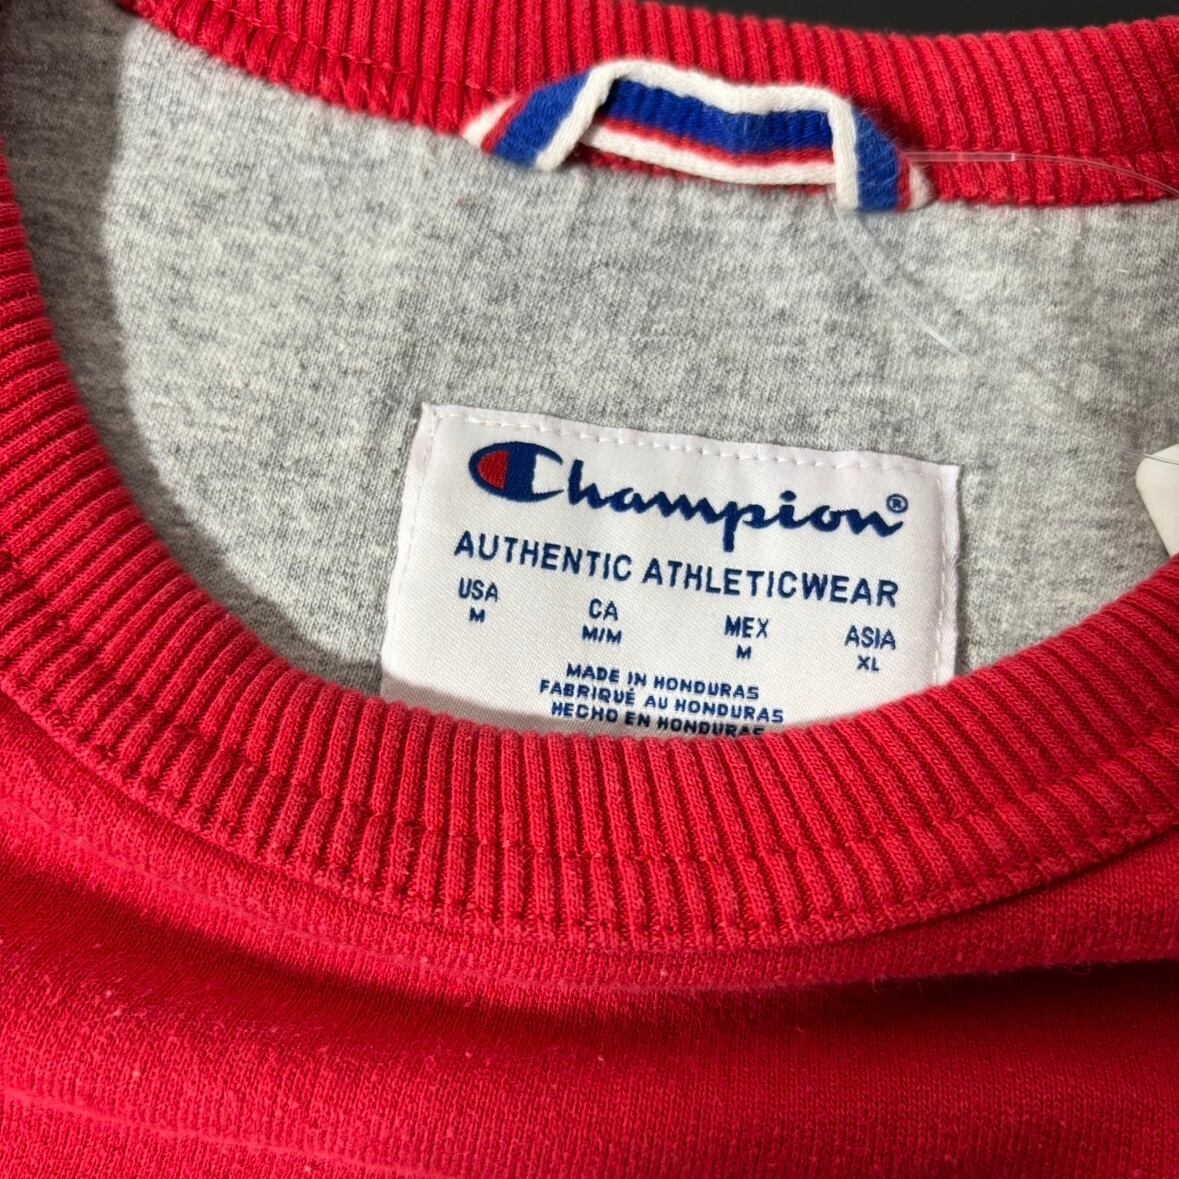 Champion®
AUTHENTIC ATHLETICWEAR
USA CA MEX ASIA
M M/M M XL
MADE IN HONDURAS
FABRIQUÉ AU HONDURAS
HECHO EN HONDURAS